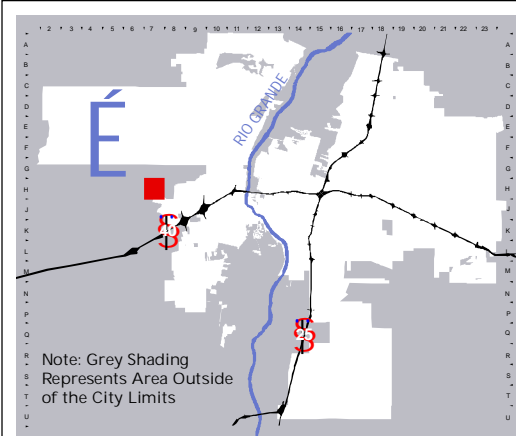 2 3 4 5 6 7 8 9 10 11 12 13 14 15 16 17 18 19 20 21 22 23
A A
B B
C C
D D
E E
F F
G G
H H
J J
K K
L L
M M
N N
P P
Q Q
R R
S S
T T
U U
É
RIO GRANDE
40
25
Note: Grey Shading
Represents Area Outside
of the City Limits